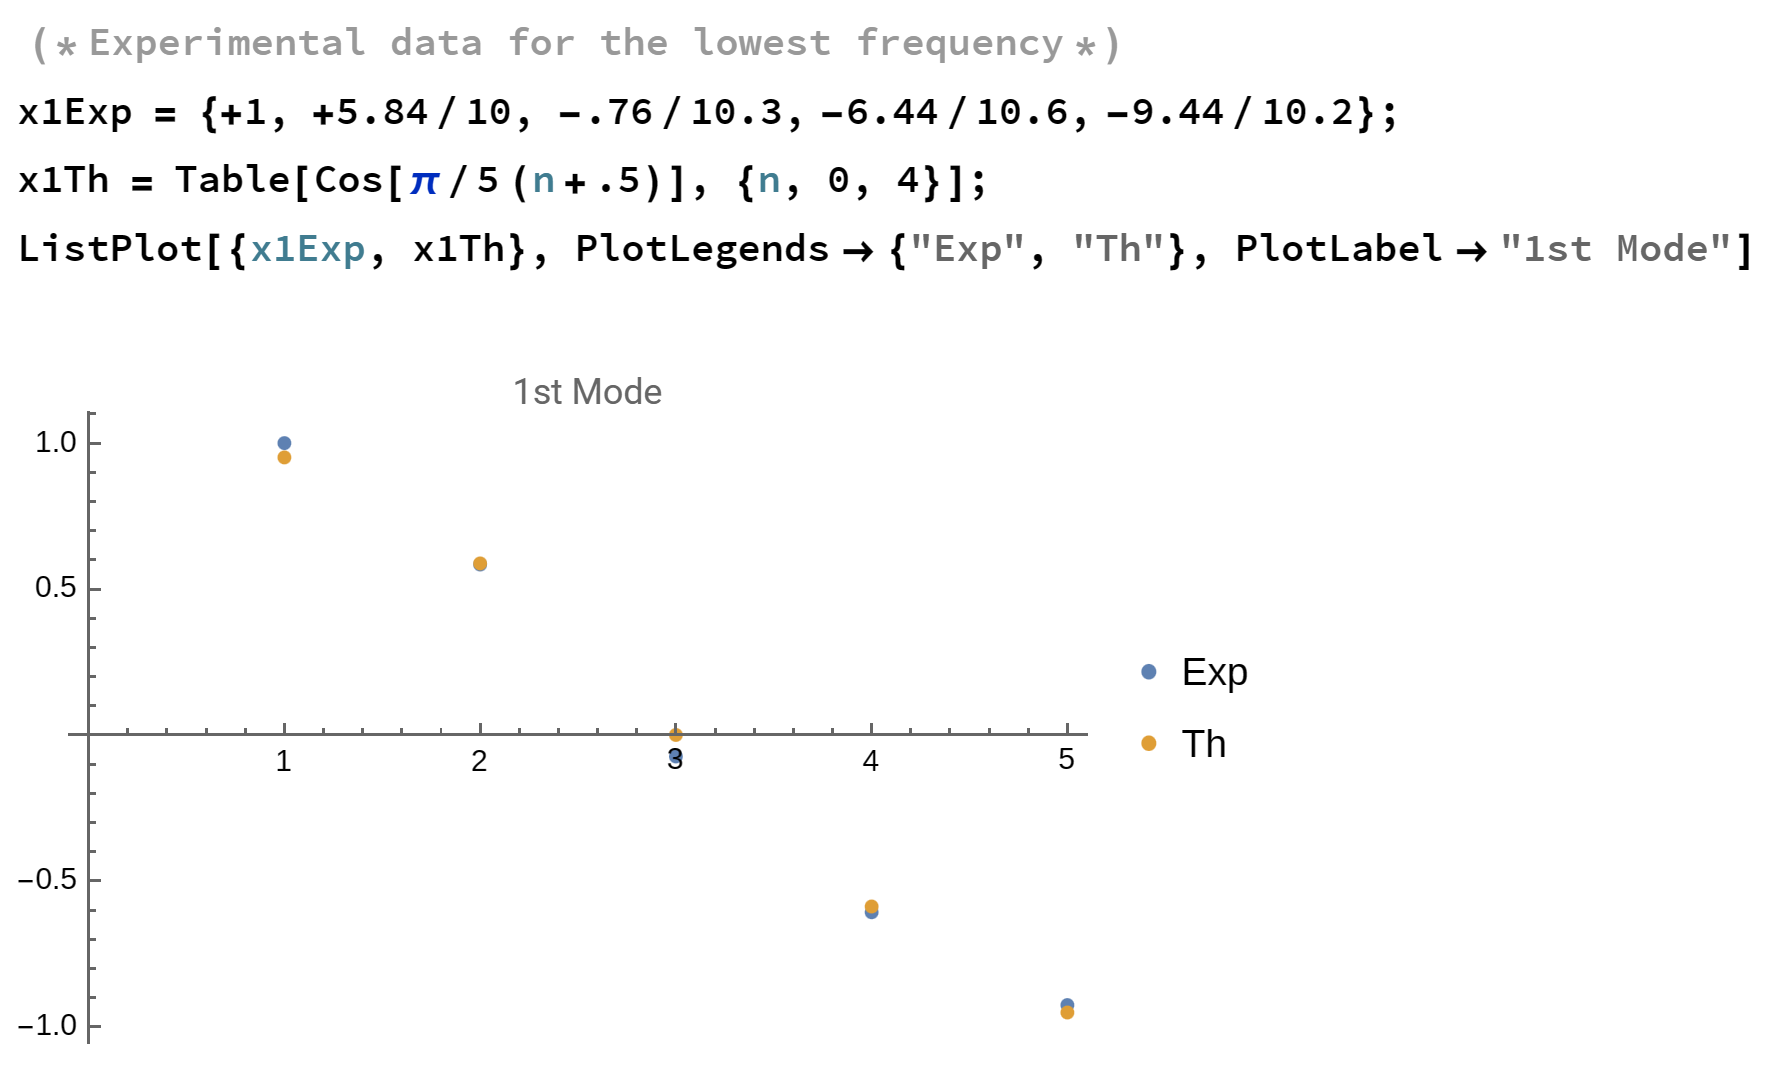 (* Experimental data for the lowest frequency *)
x1Exp = {+1, +5.84/10, -.76/10.3, -6.44/10.6, -9.44/10.2};
x1Th = Table[Cos[π/5 (n+.5)], {n, 0, 4}];
ListPlot[{x1Exp, x1Th}, PlotLegends→{"Exp", "Th"}, PlotLabel→"1st Mode"]
1st Mode
1.0
0.5
Exp
Th
1 2 3 4 5
−0.5
−1.0